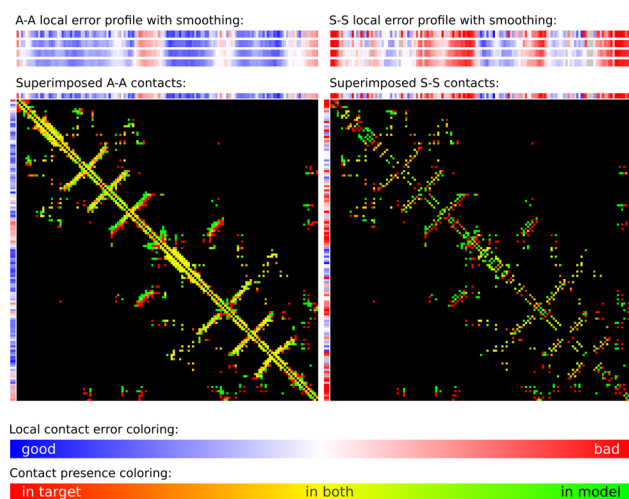 A-A local error profile with smoothing:
S-S local error profile with smoothing:
Superimposed A-A contacts:
Superimposed S-S contacts:
Local contact error coloring:
good bad
Contact presence coloring:
in target in both in model